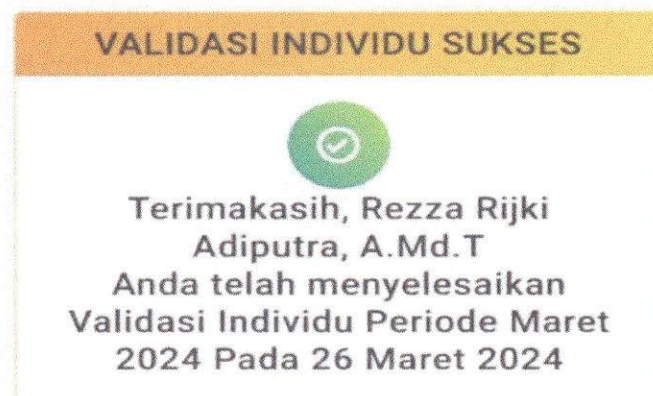 VALIDASI INDIVIDU SUKSES
Terimakasih, Rezza Rijki
Adiputra, A.Md.T
Anda telah menyelesaikan
Validasi Individu Periode Maret
2024 Pada 26 Maret 2024